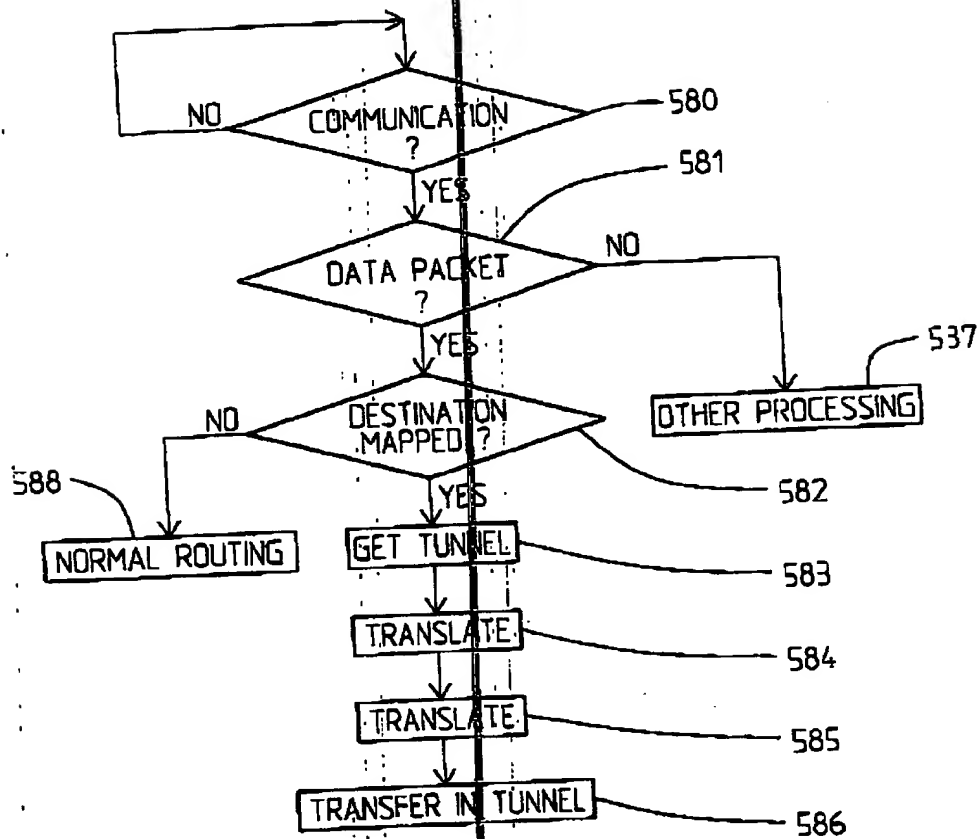 NO
COMMUNICATION
?
580
YES
581
DATA PACKET
?
NO
YES
537
OTHER PROCESSING
NO
DESTINATION
MAPPED ?
582
588
YES
NORMAL ROUTING
GET TUNNEL
583
TRANSLATE
584
TRANSLATE
585
TRANSFER IN TUNNEL
586